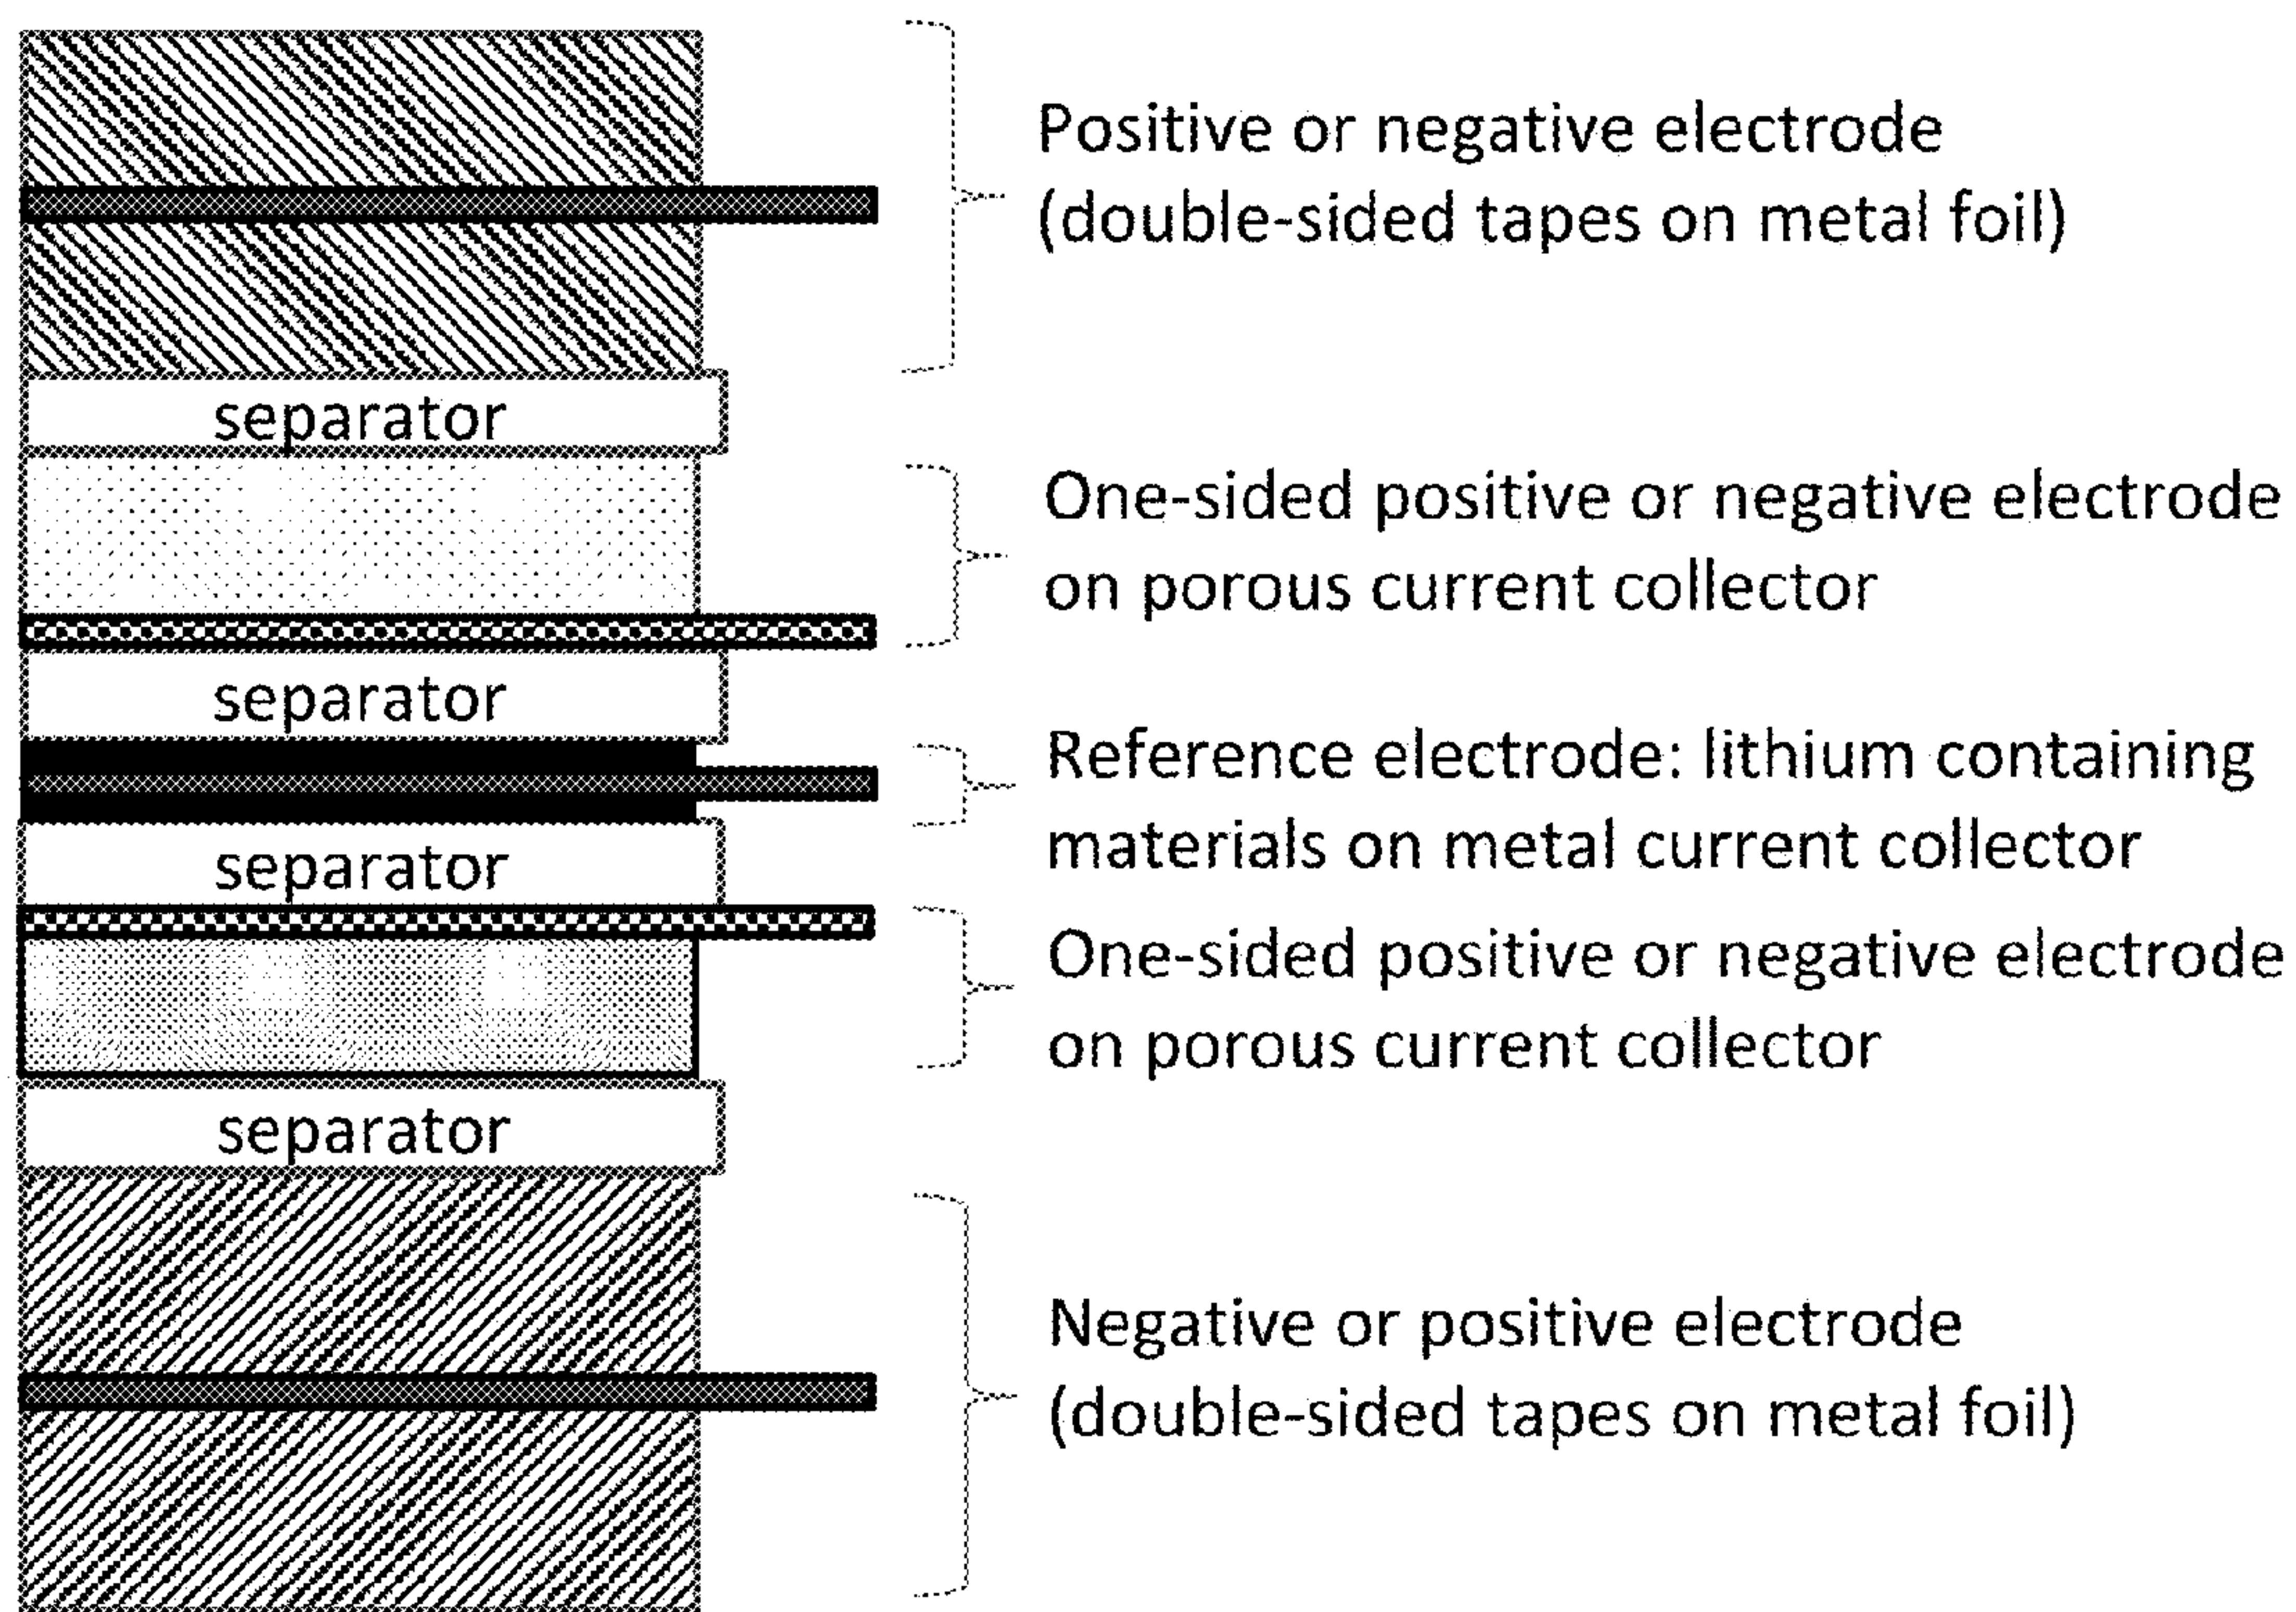 Positive or negative electrode
(double-sided tapes on metal foil)
separator
One-sided positive or negative electrode
on porous current collector
separator
Reference electrode: lithium containing
materials on metal current collector
separator
One-sided positive or negative electrode
on porous current collector
separator
Negative or positive electrode
(double-sided tapes on metal foil)